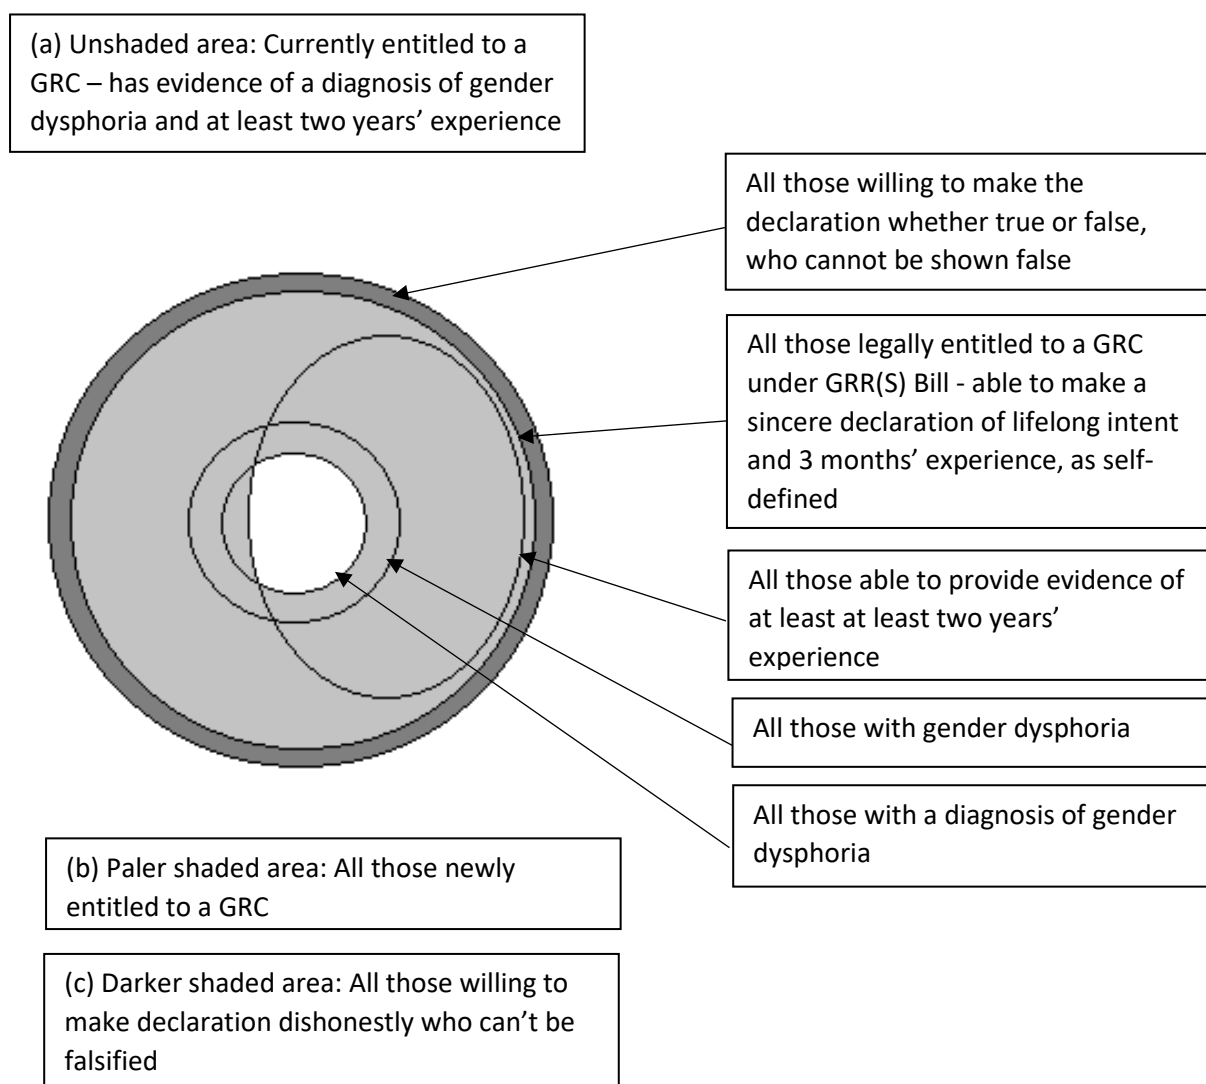 (a) Unshaded area: Currently entitled to a
GRC – has evidence of a diagnosis of gender
dysphoria and at least two years’ experience
All those willing to make the
declaration whether true or false,
who cannot be shown false
All those legally entitled to a GRC
under GRR(S) Bill - able to make a
sincere declaration of lifelong intent
and 3 months’ experience, as self-
defined
All those able to provide evidence of
at least at least two years’
experience
All those with gender dysphoria
All those with a diagnosis of gender
dysphoria
(b) Paler shaded area: All those newly
entitled to a GRC
(c) Darker shaded area: All those willing to
make declaration dishonestly who can’t be
falsified